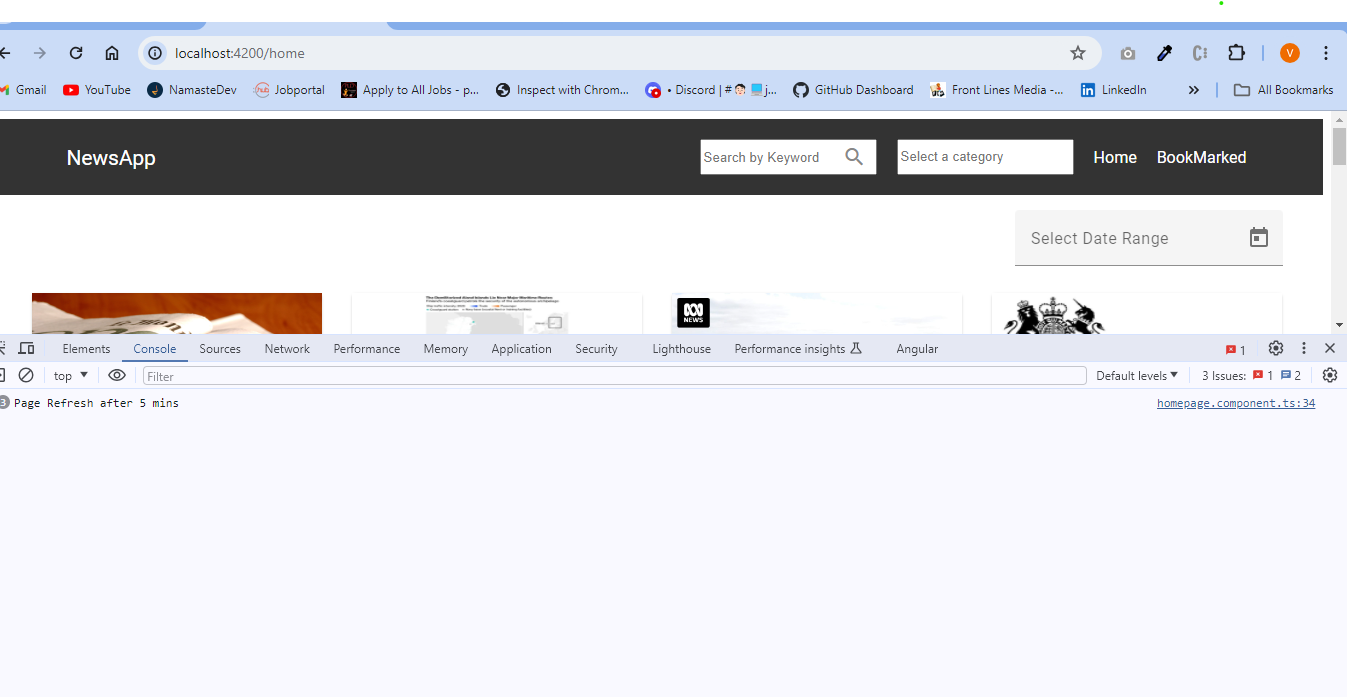 localhost:4200/home
V
Gmail YouTube NamasteDev Jobportal Apply to All Jobs - p... Inspect with Chrom... • Discord | # j... GitHub Dashboard Front Lines Media -... LinkedIn » All Bookmarks
NewsApp Search by Keyword Select a category Home BookMarked
Select Date Range
NEWS
Elements Console Sources Network Performance Memory Application Security Lighthouse Performance insights Angular 1
top Filter Default levels 3 Issues: 1 2
3 Page Refresh after 5 mins homepage.component.ts:34